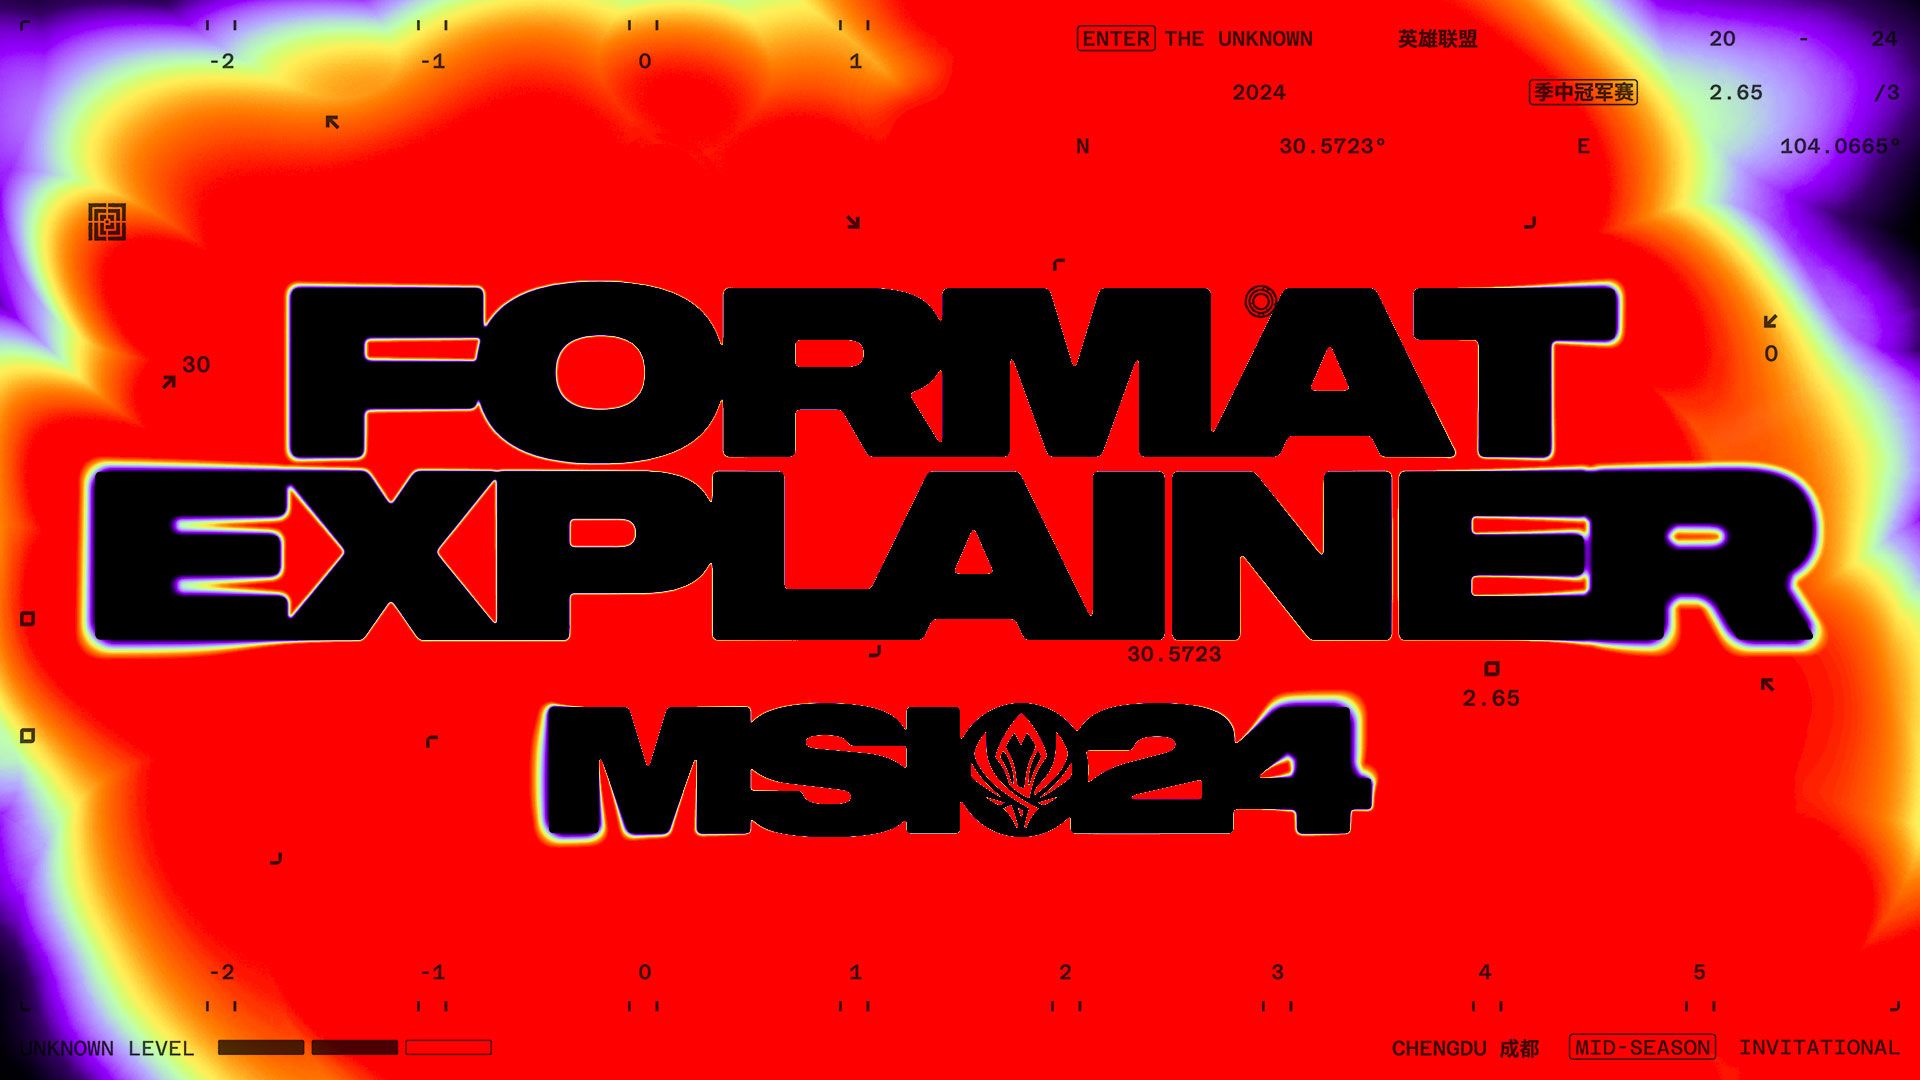 -2 -1 0 1
ENTER THE UNKNOWN 英雄联盟 20 - 24
2024 季中冠军赛 2.65 /3
N 30.5723° E 104.0665°
FORMAT
30
0
EXPLAINER
30.5723
2.65
MSI 24
-2 -1 0 1 2 3 4 5
UNKNOWN LEVEL
CHENGDU 成都 MID-SEASON INVITATIONAL